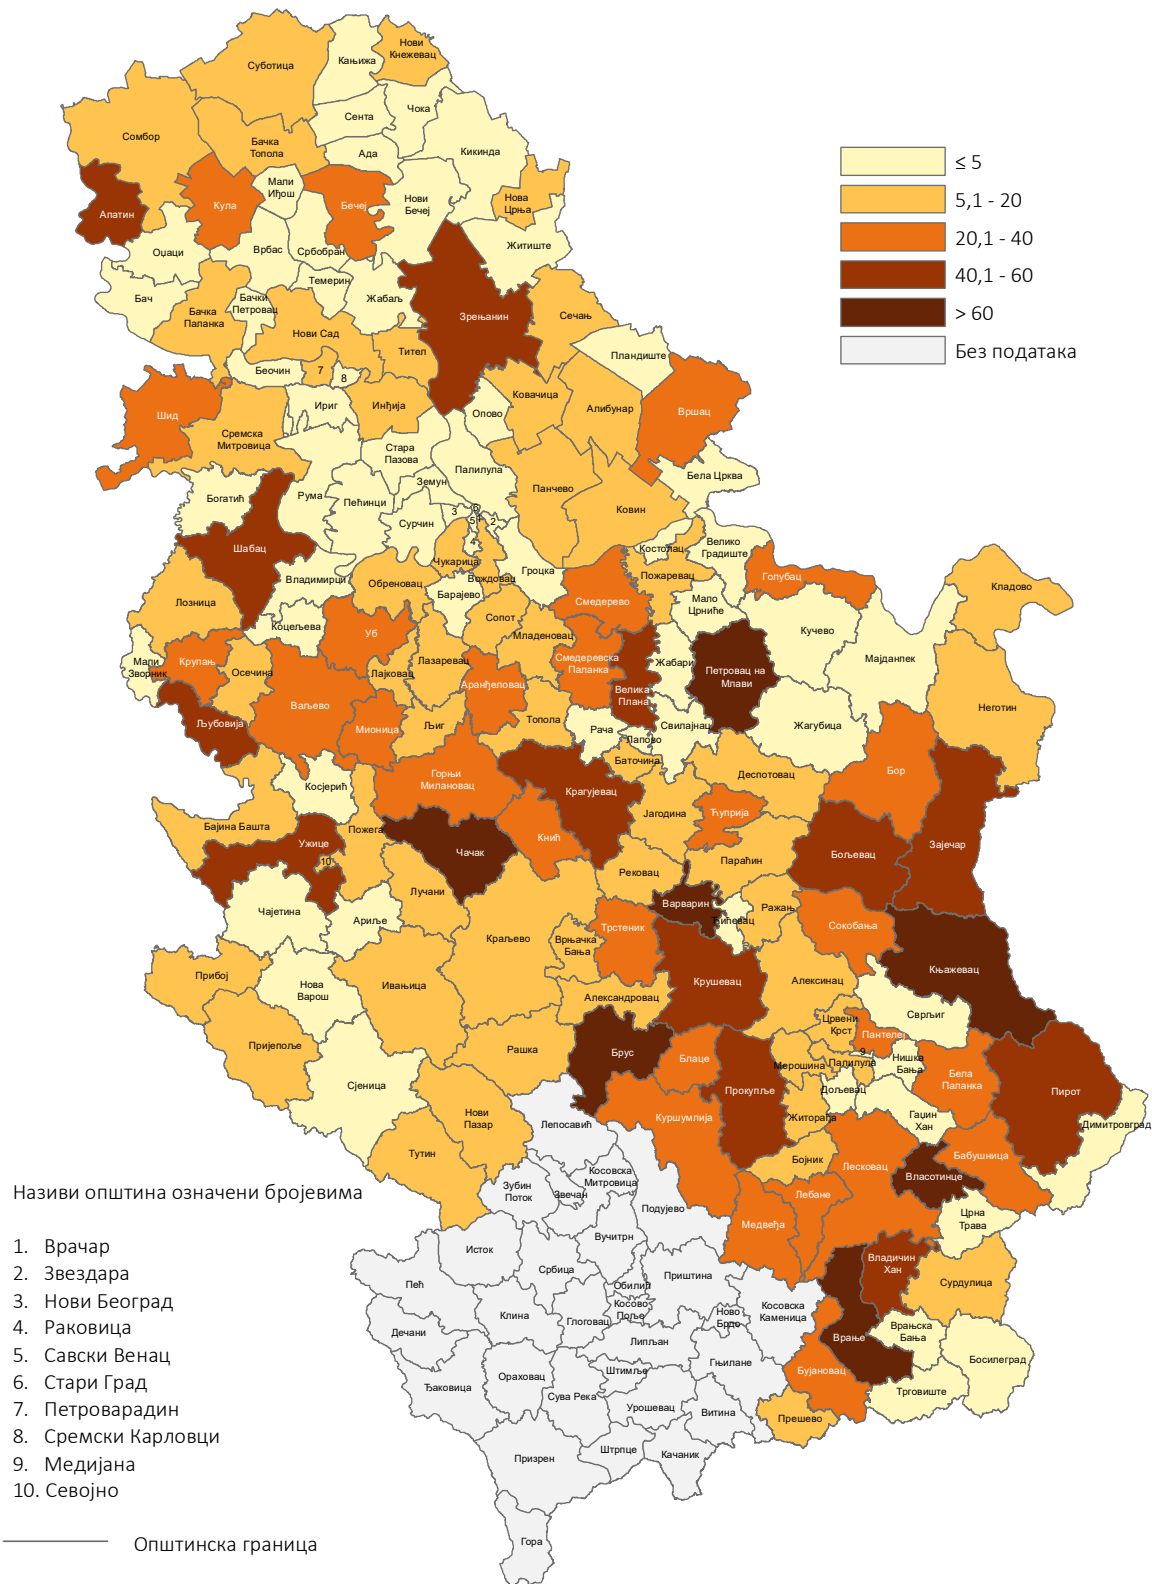 Нови
Кнежевац
Кањижа
Суботица
Чока
Сента
Сомбор
Бачка
Топола
Ада
Кикинда
≤ 5
5,1 - 20
20,1 - 40
40,1 - 60
> 60
Без података
Мали
Иђош
Апатин
Кула
Бечеј
Нови
Бечеј
Нова
Црња
Житиште
Оџаци
Врбас
Србобран
Темерин
Жабаљ
Бач
Бачки
Петровац
Бачка
Паланка
Зрењанин
Сечањ
Нови Сад
Тител
Пландиште
Беочин
7
8
Ириг
Инђија
Ковачица
Алибунар
Вршац
Опово
Шид
Сремска
Митровица
Стара
Пазова
Палилула
Земун
Бела Црква
Панчево
Богатић
Рума
Пећинци
Сурчин
3
6
5
1
2
4
Ковин
Шабац
Чукарица
Вождовац
Гроцка
Костолац
Велико
Градиште
Пожаревац
Голубац
Владимирци
Обреновац
Барајево
Смедерево
Мало
Црниће
Кладово
Лозница
Коцељева
Уб
Сопот
Младеновац
Кучево
Мајданпек
Мали
Зворник
Крупањ
Осечина
Лајковац
Лазаревац
Аранђеловац
Смедеревска
Паланка
Велика
Плана
Жабари
Петровац на
Млави
Неготин
Љубовија
Ваљево
Мионица
Љиг
Топола
Рача
Лапово
Свилајнац
Жагубица
Баточина
Косјерић
Горњи
Милановац
Крагујевац
Деспотовац
Бор
Бајина Башта
Пожега
Кнић
Јагодина
Ћуприја
Ужице
10
Чачак
Параћин
Бољевац
Зајечар
Лучани
Рековац
Чајетина
Ариље
Варварин
Ћићевац
Ражањ
Трстеник
Сокобања
Краљево
Врњачка
Бања
Прибој
Нова
Варош
Ивањица
Крушевац
Алексинац
Књажевац
Александровац
Сврљиг
Црвени
Крст
Пантелеј
9
Пријепоље
Рашка
Брус
Блаце
Мерошина
Палилула
Нишка
Бања
Бела
Паланка
Пирот
Сјеница
Прокупље
Дољевац
Нови
Пазар
Лепосавић
Куршумлија
Житорађа
Гаџин
Хан
Димитровград
Тутин
Бојник
Лесковац
Власотинце
Бабушница
Косовска
Митровица
Зубин
Поток
Звечан
Лебане
Подујево
Медвеђа
Црна
Трава
Називи општина означени бројевима
1. Врачар
2. Звездара
3. Нови Београд
4. Раковица
5. Савски Венац
6. Стари Град
7. Петроварадин
8. Сремски Карловци
9. Медијана
10. Севојно
Општинска граница
Исток
Вучитрн
Владичин
Хан
Србица
Приштина
Пећ
Обилић
Сурдулица
Клина
Глоговац
Косово
Поље
Ново
Брдо
Косовска
Каменица
Дечани
Липљан
Врање
Врањска
Бања
Босилеград
Гњилане
Бујановац
Ораховац
Штимље
Ђаковица
Сува Река
Урошевац
Витина
Трговиште
Прешево
Призрен
Штрпце
Качаник
Гора